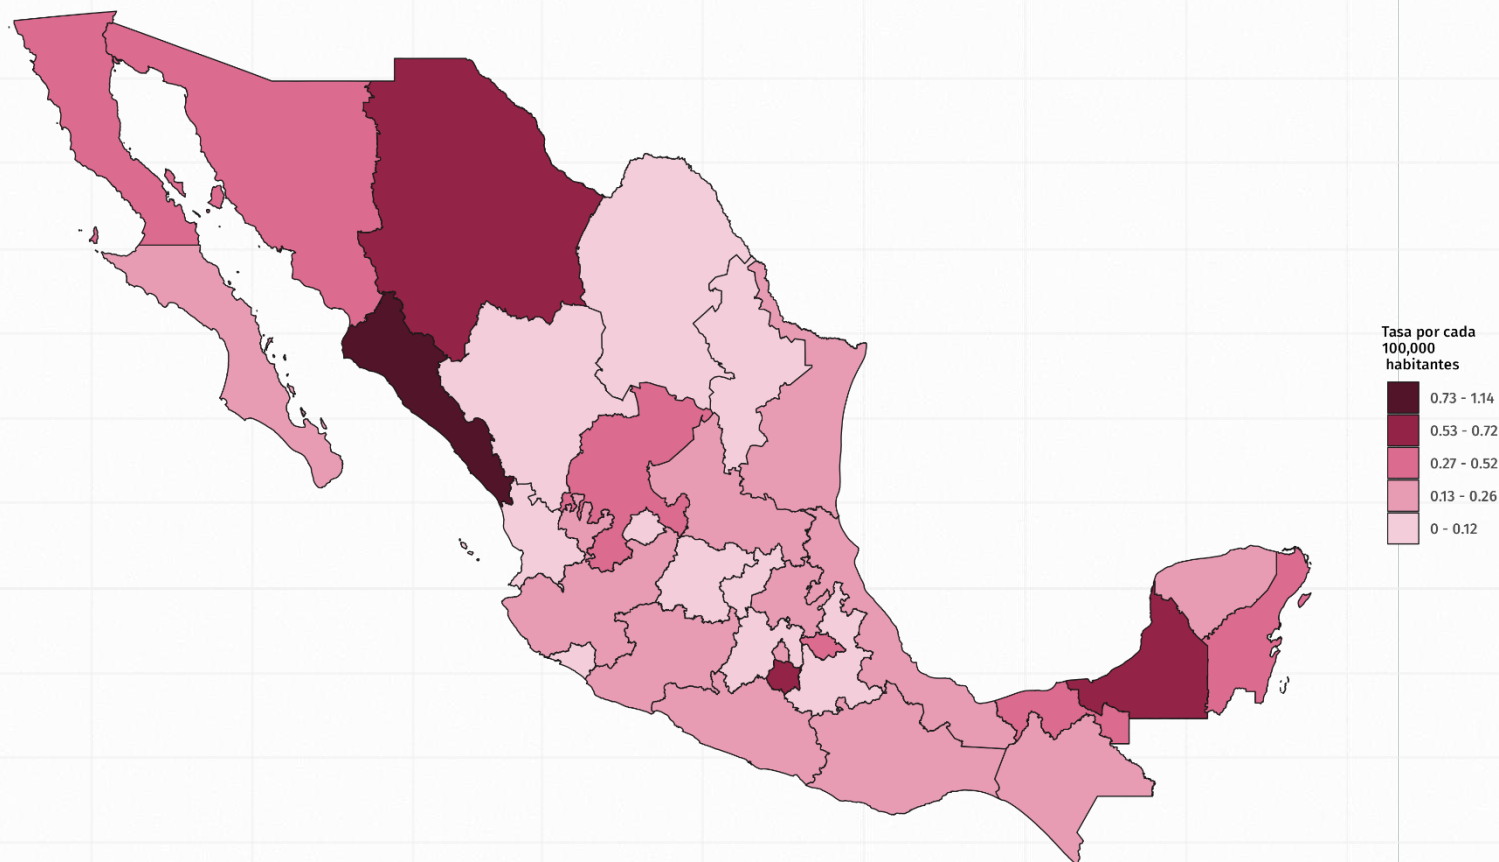 Tasa por cada
100,000
habitantes
0.73 - 1.14
0.53 - 0.72
0.27 - 0.52
0.13 - 0.26
0 - 0.12